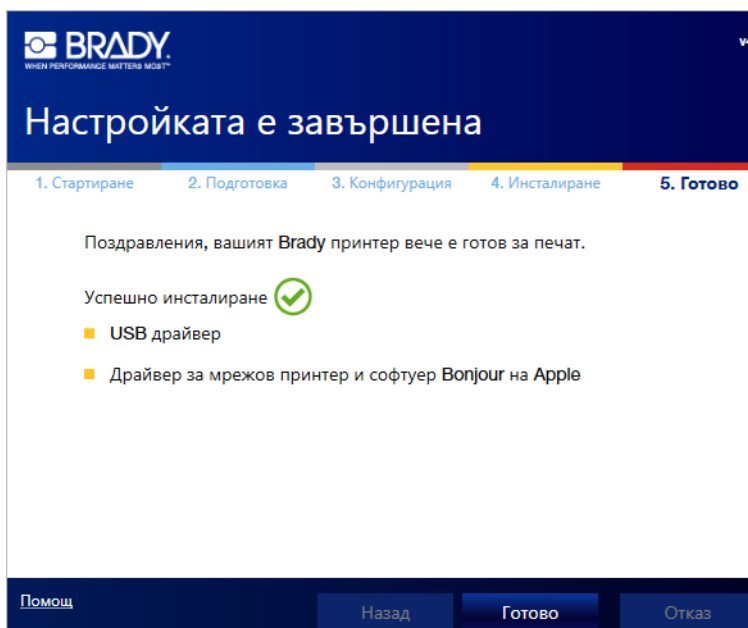 BRADY.
WHEN PERFORMANCE MATTERS MOST™
Настройката е завършена
1. Стартиране 2. Подготовка 3. Конфигурация 4. Инсталиране 5. Готово
Поздравления, вашият Brady принтер вече е готов за печат.
Успешно инсталиране
USB драйвер
Драйвер за мрежов принтер и софтуер Bonjour на Apple
Помощ Назад Готово Отказ